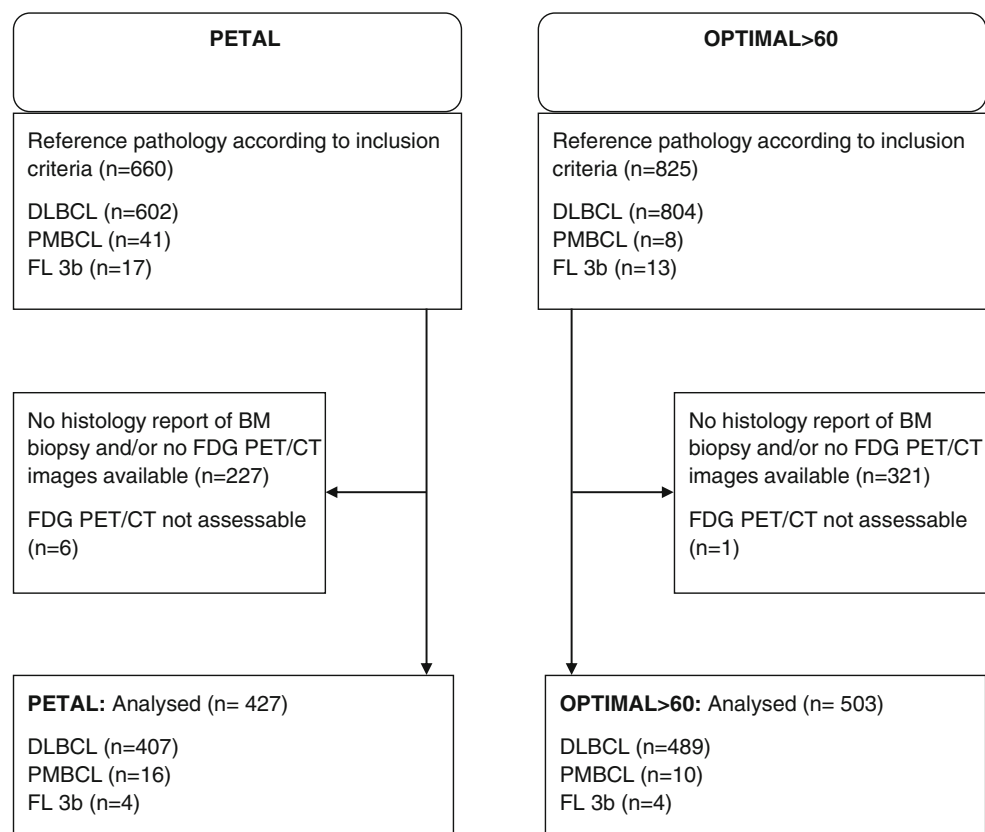 PETAL
Reference pathology according to inclusion
criteria (n=660)
DLBCL (n=602)
PMBCL (n=41)
FL 3b (n=17)
No histology report of BM
biopsy and/or no FDG PET/CT
images available (n=227)
FDG PET/CT not assessable
(n=6)
PETAL: Analysed (n= 427)
DLBCL (n=407)
PMBCL (n=16)
FL 3b (n=4)
OPTIMAL>60
Reference pathology according to inclusion
criteria (n=825)
DLBCL (n=804)
PMBCL (n=8)
FL 3b (n=13)
No histology report of BM
biopsy and/or no FDG PET/CT
images available (n=321)
FDG PET/CT not assessable
(n=1)
OPTIMAL>60: Analysed (n= 503)
DLBCL (n=489)
PMBCL (n=10)
FL 3b (n=4)